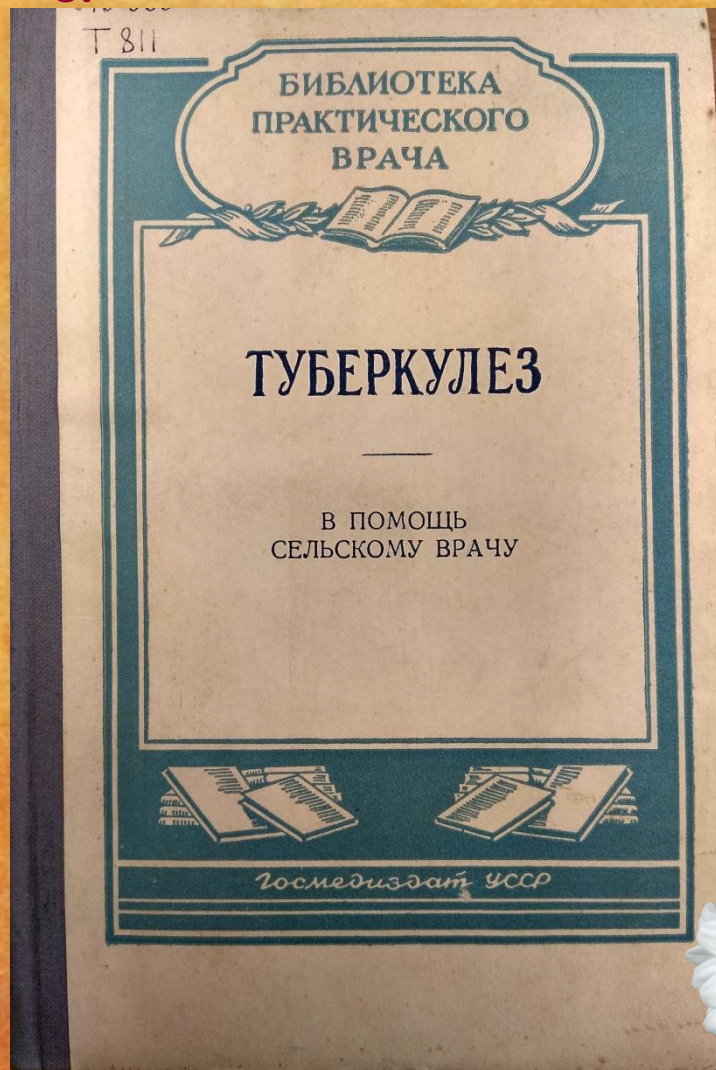 Т 811
БИБЛИОТЕКА
ПРАКТИЧЕСКОГО
ВРАЧА
ТУБЕРКУЛЕЗ
В ПОМОЩЬ
СЕЛЬСКОМУ ВРАЧУ
Госмедиздат УССР